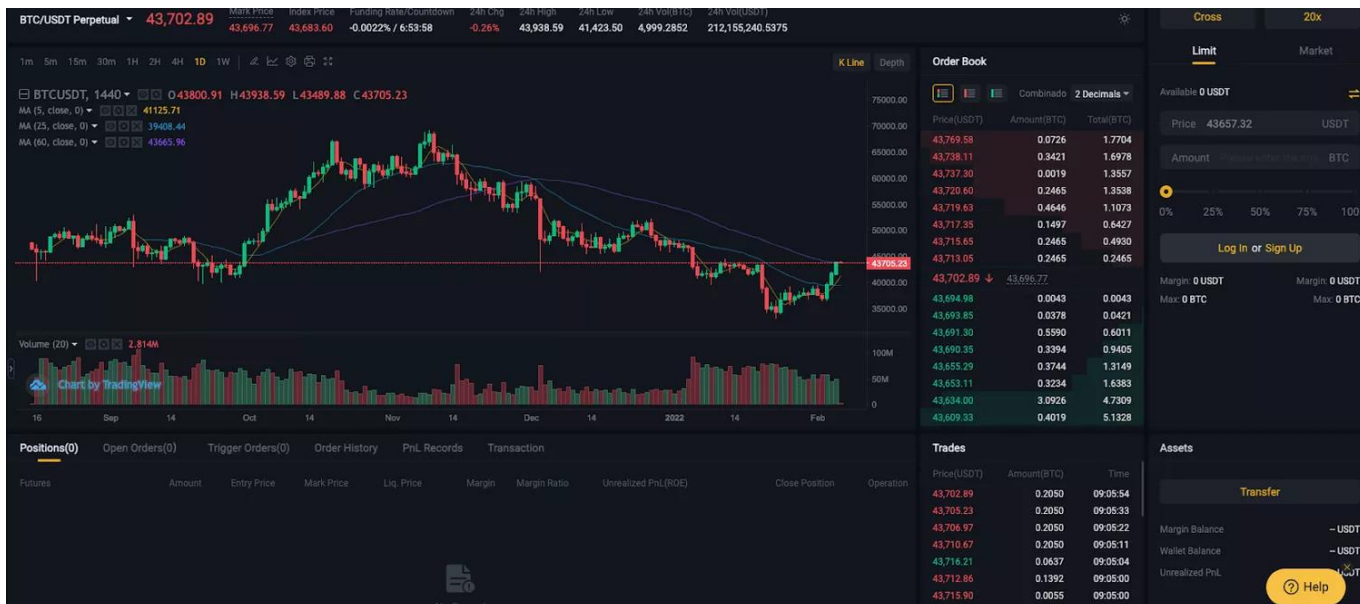 BTC/USDT Perpetual 43,702.89 Mark Price Index Price Funding Rate/Countdown 24h Chg 24h High 24h Low 24h Vol(BTC) 24h Vol(USDT)
43,696.77 43,683.60 -0.0022% / 6:53:58 -0.26% 43,938.59 41,423.50 4,999.2852 212,155,240.5375
Cross 20x
Limit Market
Available 0 USDT
Price 43657.32 USDT
Amount BTC
0% 25% 50% 75% 100
Log In or Sign Up
Margin: 0 USDT Margin: 0 USDT
Max: 0 BTC Max: 0 BTC
1m 5m 15m 30m 1H 2H 4H 1D 1W K Line Depth
BTCUSDT, 1440 O43800.91 H43938.59 L43489.88 C43705.23
MA (5, close, 0) 41125.71
MA (25, close, 0) 39408.44
MA (60, close, 0) 43665.96
75000.00
70000.00
65000.00
60000.00
55000.00
50000.00
45000.00
43705.23
40000.00
35000.00
Volume (20) 2.814M
100M
50M
0
Chart by TradingView
16 Sep 14 Oct 14 Nov 14 Dec 14 2022 14 Feb
Order Book
Combinado 2 Decimals
Price(USDT) Amount(BTC) Total(BTC)
43,769.58 0.0726 1.7704
43,738.11 0.3421 1.6978
43,737.30 0.0019 1.3557
43,720.60 0.2465 1.3538
43,719.63 0.4646 1.1073
43,717.35 0.1497 0.6427
43,715.65 0.2465 0.4930
43,713.05 0.2465 0.2465
43,702.89 43,696.77
43,694.98 0.0043 0.0043
43,693.85 0.0378 0.0421
43,691.30 0.5590 0.6011
43,690.35 0.3394 0.9405
43,655.29 0.3744 1.3149
43,653.11 0.3234 1.6383
43,634.00 3.0926 4.7309
43,609.33 0.4019 5.1328
Positions(0) Open Orders(0) Trigger Orders(0) Order History PnL Records Transaction
Futures Amount Entry Price Mark Price Liq. Price Margin Margin Ratio Unrealized PnL(ROE) Close Position Operation
Trades
Price(USDT) Amount(BTC) Time
43,702.89 0.2050 09:05:54
43,705.23 0.2050 09:05:33
43,706.97 0.2050 09:05:22
43,710.67 0.2050 09:05:11
43,716.21 0.0637 09:05:04
43,712.86 0.1392 09:05:00
43,715.90 0.0055 09:05:00
Assets
Transfer
Margin Balance -- USDT
Wallet Balance -- USDT
Unrealized PnL
Help